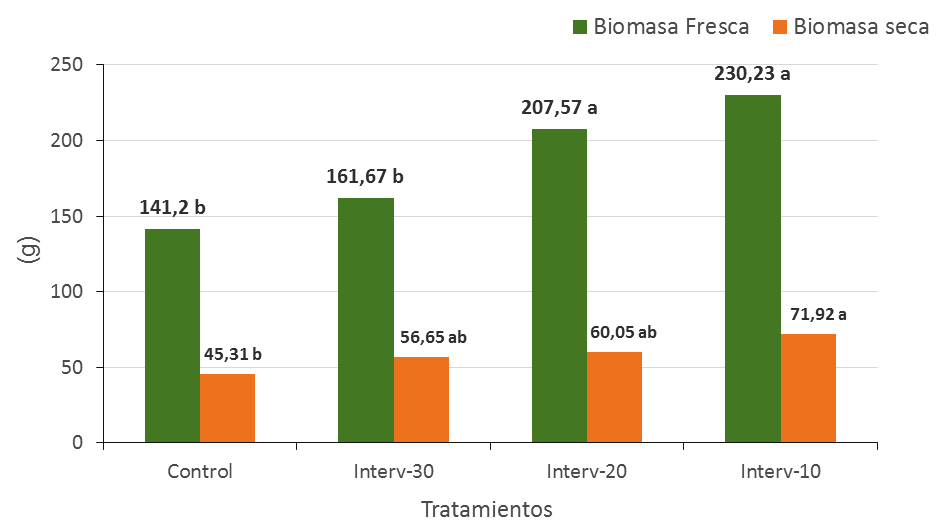 Biomasa Fresca Biomasa seca
250
200
150
100
50
0
(g)
141,2 b
45,31 b
161,67 b
56,65 ab
207,57 a
60,05 ab
230,23 a
71,92 a
Control Interv-30 Interv-20 Interv-10
Tratamientos